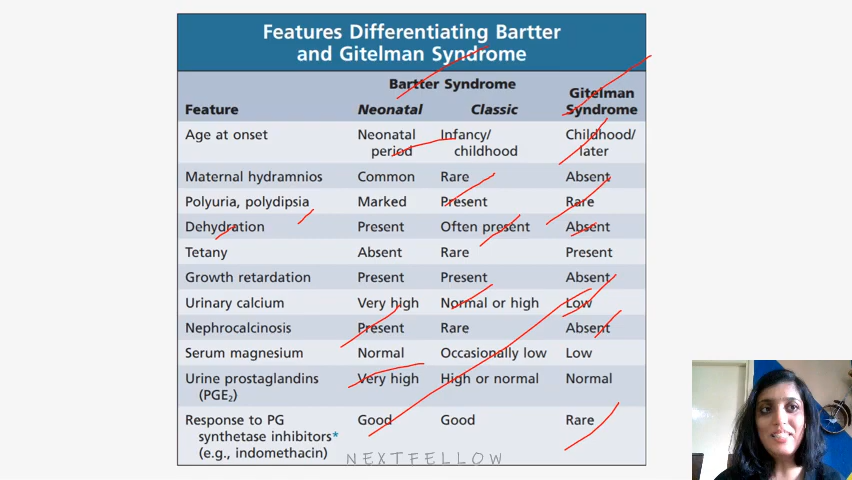 Features Differentiating Bartter
and Gitelman Syndrome
Bartter Syndrome
Gitelman
Feature Neonatal Classic Syndrome
Age at onset Neonatal Infancy/ Childhood/
period childhood later
Maternal hydramnios Common Rare Absent
Polyuria, polydipsia Marked Present Rare
Dehydration Present Often present Absent
Tetany Absent Rare Present
Growth retardation Present Present Absent
Urinary calcium Very high Normal or high Low
Nephrocalcinosis Present Rare Absent
Serum magnesium Normal Occasionally low Low
Urine prostaglandins Very high High or normal Normal
(PGE₂)
Response to PG Good Good Rare
synthetase inhibitors*
(e.g., indomethacin)
NEXTFELLOW